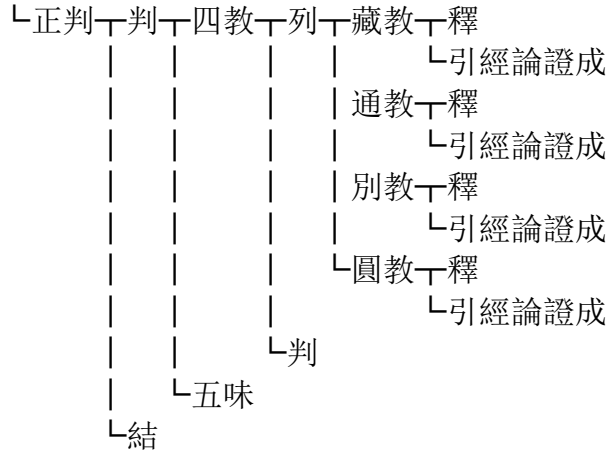 └正判┬判┬四教┬列┬藏教┬釋
│ │ │ │ └引經論證成
│ │ │ │通教┬釋
│ │ │ │ └引經論證成
│ │ │ │別教┬釋
│ │ │ │ └引經論證成
│ │ │ └圓教┬釋
│ │ │ └引經論證成
│ │ └判
│ └五味
└結